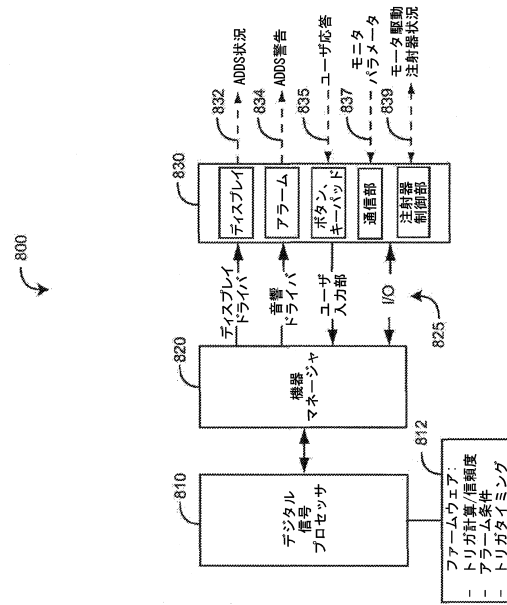 800
810
デジタル
信号
プロセッサ
812
ファームウェア:
- トリガ計算/信頼度
- アラーム条件
- トリガタイミング
820
機器
マネージャ
ディスプレイ
ドライバ
音響
ドライバ
ユーザ
入力部
I/O
825
830
ディスプレイ
アラーム
ボタン、
キーパッド
通信部
注射器
制御部
832
ADDS状況
834
ADDS警告
835
ユーザ応答
837
モニタ
パラメータ
839
モータ駆動
注射器状況